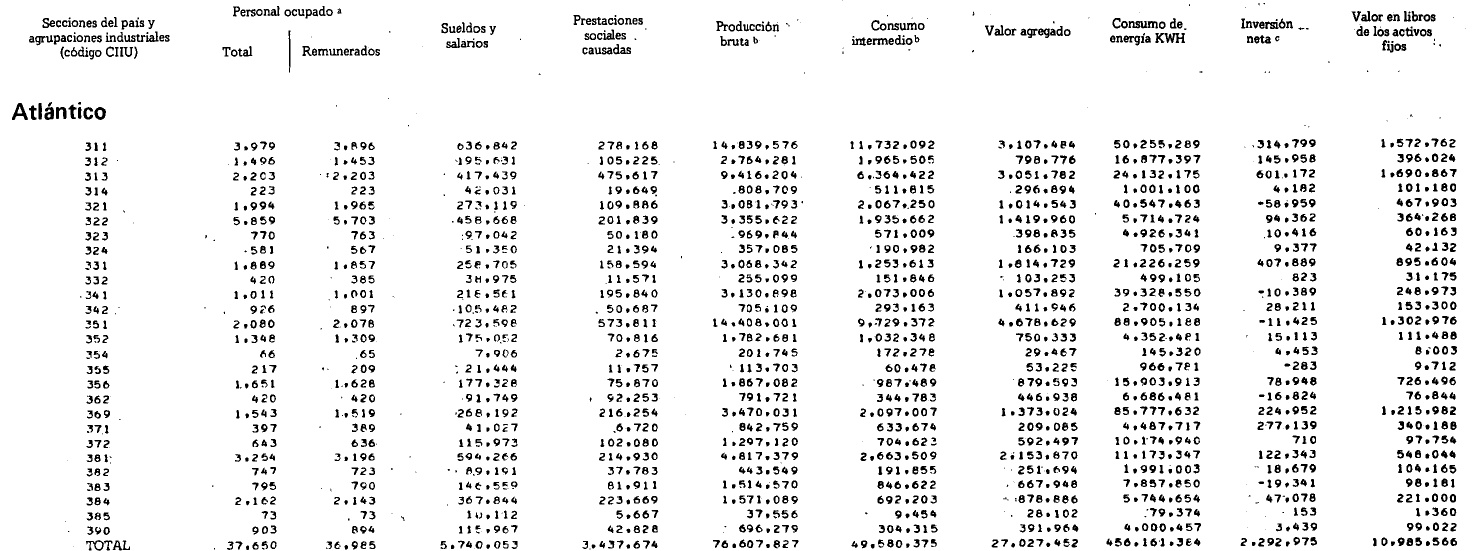 Secciones del país y agrupaciones industriales (código CIIU) Personal ocupado a Total Remunerados Sueldos y salarios Prestaciones sociales causadas Producción bruta b Consumo intermedio b Valor agregado Consumo de energía KWH Inversión neta c Valor en libros de los activos fijos
Atlántico
311 3.979 3.896 636.842 278.168 14.839.576 11.732.092 3.107.484 50.255.289 314.799 1.572.762
312 1.496 1.453 195.631 105.225 2.764.281 1.965.505 798.776 16.877.397 145.958 396.024
313 2.203 2.203 417.439 475.617 9.416.204 6.364.422 3.051.782 24.132.175 601.172 1.690.867
314 223 223 42.031 19.649 808.709 511.815 296.894 1.001.100 4.182 101.180
321 1.994 1.965 273.119 109.886 3.081.793 2.067.250 1.014.543 40.547.463 -58.959 467.903
322 5.859 5.703 458.668 201.839 3.355.622 1.935.662 1.419.960 5.714.724 94.362 364.268
323 770 763 97.042 50.180 969.844 571.009 398.835 4.926.341 10.416 60.163
324 581 567 51.350 21.394 357.085 190.982 166.103 705.709 9.377 42.132
331 1.889 1.857 258.705 158.594 3.068.342 1.253.613 1.814.729 21.226.259 407.889 895.604
332 420 385 38.975 11.571 255.099 151.846 103.253 499.105 823 31.175
341 1.011 1.001 218.561 195.840 3.130.898 2.073.006 1.057.892 39.328.550 -10.389 248.973
342 926 897 105.482 50.687 705.109 293.163 411.946 2.700.134 28.211 153.300
351 2.080 2.078 723.598 573.811 14.408.001 9.729.372 4.678.629 88.905.188 -11.425 1.302.976
352 1.348 1.309 175.052 70.816 1.782.681 1.032.348 750.333 4.352.481 15.113 111.488
354 66 65 7.906 2.675 201.745 172.278 29.467 145.320 4.453 8.003
355 217 209 21.444 11.757 113.703 60.478 53.225 966.781 -283 9.712
356 1.651 1.628 177.328 75.870 1.867.082 987.489 879.593 15.903.913 78.948 726.496
362 420 420 91.749 92.253 791.721 344.783 446.938 6.686.481 -16.824 76.844
369 1.543 1.519 268.192 216.254 3.470.031 2.097.007 1.373.024 85.777.632 224.952 1.215.982
371 397 389 41.027 6.720 842.759 633.674 209.085 4.487.717 277.139 340.188
372 643 636 115.973 102.080 1.297.120 704.623 592.497 10.174.940 710 97.754
381 3.254 3.196 594.266 214.930 4.817.379 2.663.509 2.153.870 11.173.347 122.343 548.044
382 747 723 89.191 37.783 443.549 191.855 251.694 1.991.003 18.679 104.165
383 795 790 146.559 81.911 1.514.570 846.622 667.948 7.857.850 -19.341 98.181
384 2.162 2.143 367.844 223.669 1.571.089 692.203 878.886 5.744.654 47.078 221.000
385 73 73 10.112 5.667 37.556 9.454 28.102 79.374 153 1.360
390 903 894 115.967 42.828 696.279 304.315 391.964 4.000.457 3.439 99.022
TOTAL 37.650 36.985 5.740.053 3.437.674 76.607.827 49.580.375 27.027.452 456.161.384 2.292.975 10.985.566